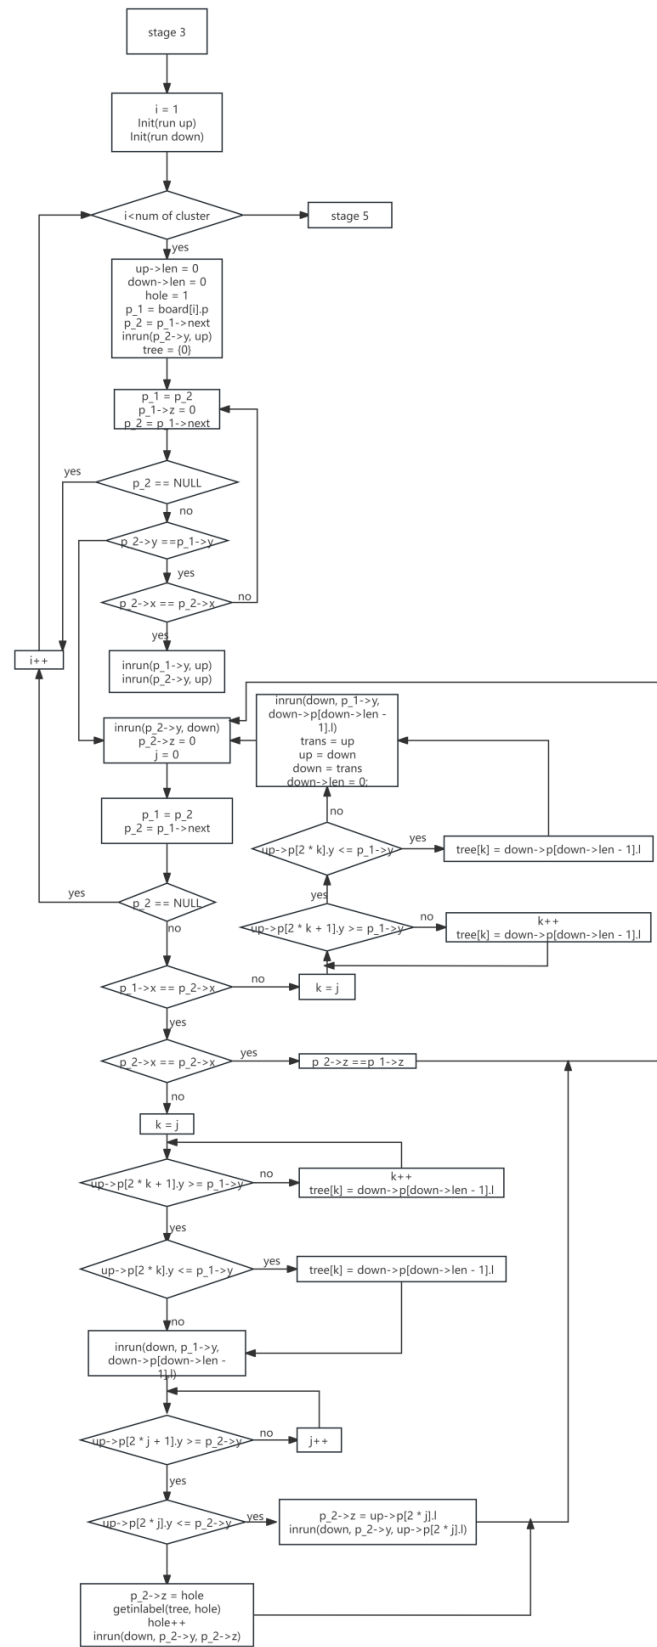 stage 3
i = 1
Init(run up)
Init(run down)
i<num of cluster
stage 5
yes
up->len = 0
down->len = 0
hole = 1
p_1 = board[i].p
p_2 = p_1->next
inrun(p_2->y, up)
tree = {0}
p_1 = p_2
p_1->z = 0
p_2 = p_1->next
yes
p_2 == NULL
no
p_2->y ==p_1->y
yes
p_2->x == p_2->x
no
yes
i++
inrun(p_1->y, up)
inrun(p_2->y, up)
inrun(down, p_1->y,
down->p[down->len -
1].l)
trans = up
up = down
down = trans
down->len = 0;
inrun(p_2->y, down)
p_2->z = 0
j = 0
p_1 = p_2
p_2 = p_1->next
no
up->p[2 * k].y <= p_1->y
yes
tree[k] = down->p[down->len - 1].l
yes
yes
p_2 == NULL
no
up->p[2 * k + 1].y >= p_1->y
no
k++
tree[k] = down->p[down->len - 1].l
p_1->x == p_2->x
no
k = j
yes
p_2->x == p_2->x
yes
p_2->z ==p_1->z
no
k = j
up->p[2 * k + 1].y >= p_1->y
no
k++
tree[k] = down->p[down->len - 1].l
yes
up->p[2 * k].y <= p_1->y
yes
tree[k] = down->p[down->len - 1].l
no
inrun(down, p_1->y,
down->p[down->len -
1].l)
up->p[2 * j + 1].y >= p_2->y
no
j++
yes
up->p[2 * j].y <= p_2->y
yes
p_2->z = up->p[2 * j].l
inrun(down, p_2->y, up->p[2 * j].l)
p_2->z = hole
getinlabel(tree, hole)
hole++
inrun(down, p_2->y, p_2->z)